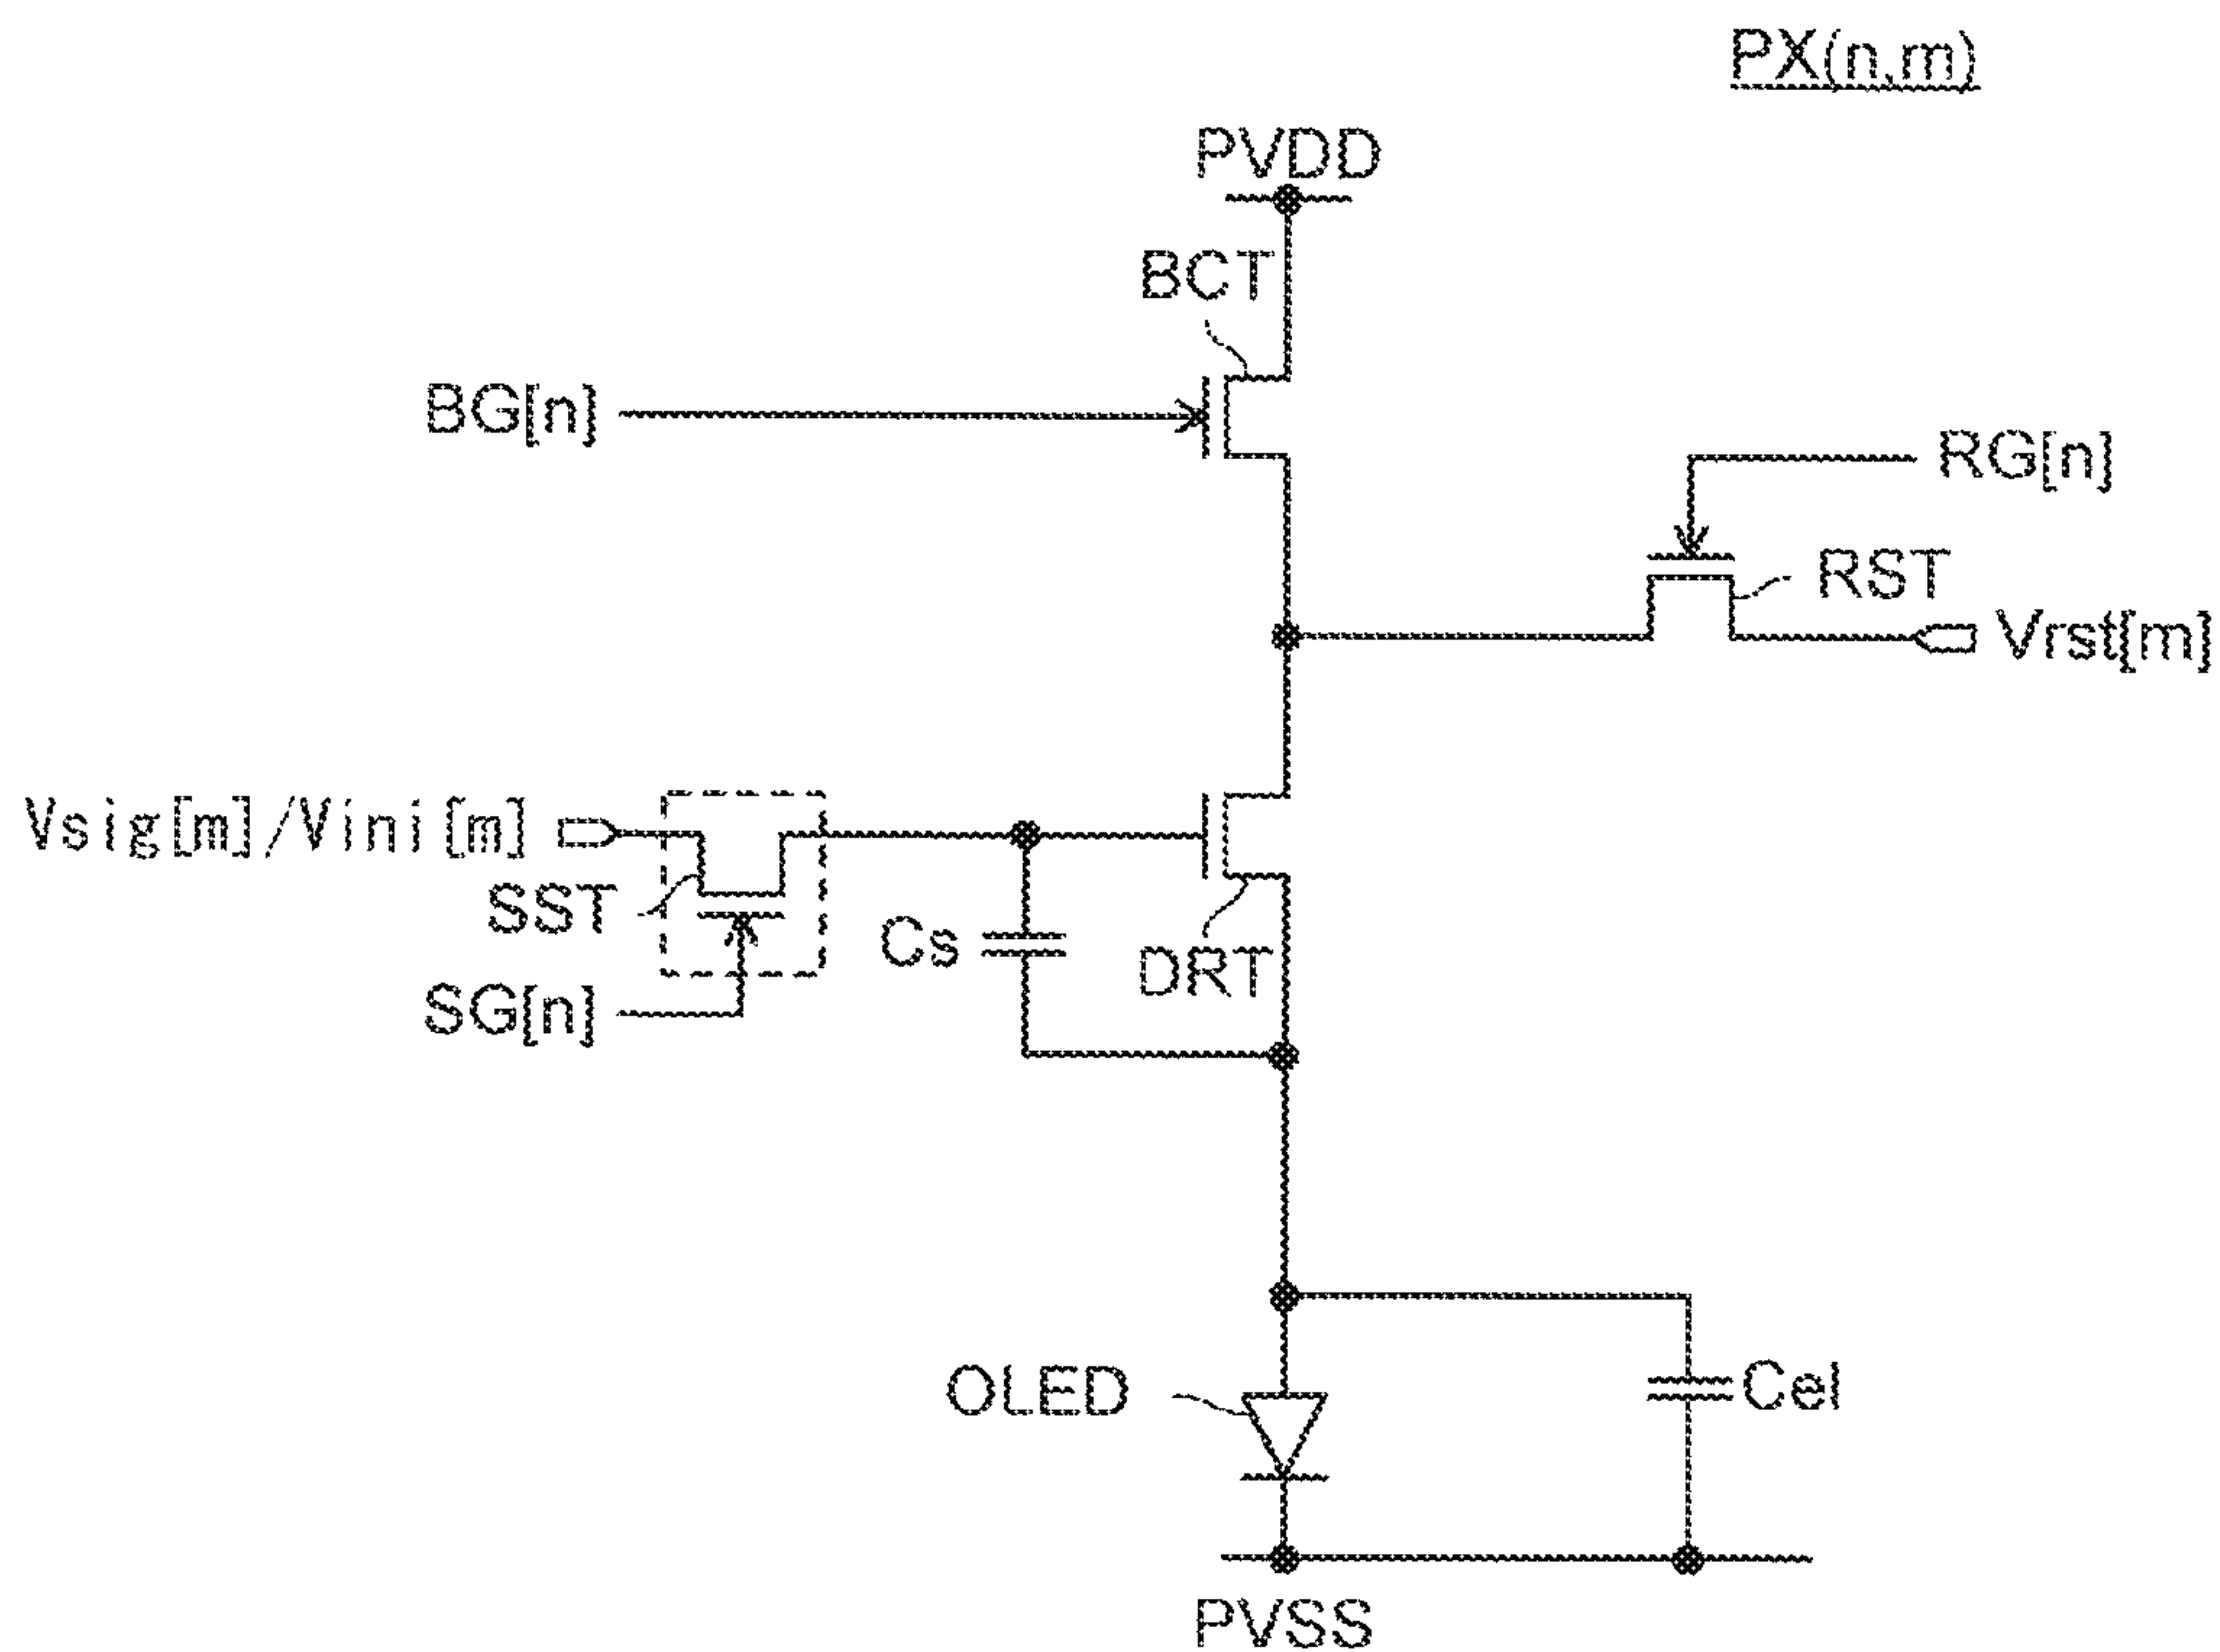 PX(n,m)
PVDD
BCT
BG[n]
RG[n]
RST
Vrst[m]
Vsig[m]/Vini[m]
SST
Cs
DRT
SG[n]
OLED
Cel
PVSS